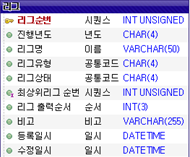 리그
리그순번 시퀀스 INT UNSIGNED
진행년도 년도 CHAR(4)
리그명 이름 VARCHAR(50)
리그유형 공통코드 CHAR(4)
리그상태 공통코드 CHAR(4)
최상위리그 순번 시퀀스 INT UNSIGNED
리그 출력순서 순서 INT(3)
비고 비고 VARCHAR(255)
등록일시 일시 DATETIME
수정일시 일시 DATETIME